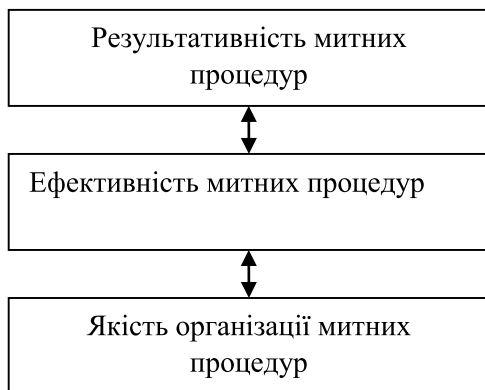 Результативність митних
процедур
Ефективність митних процедур
Якість організації митних
процедур